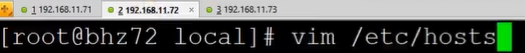 1 192.168.11.71 2 192.168.11.72 × 3 192.168.11.73
[root@bhz72 local]# vim /etc/hosts